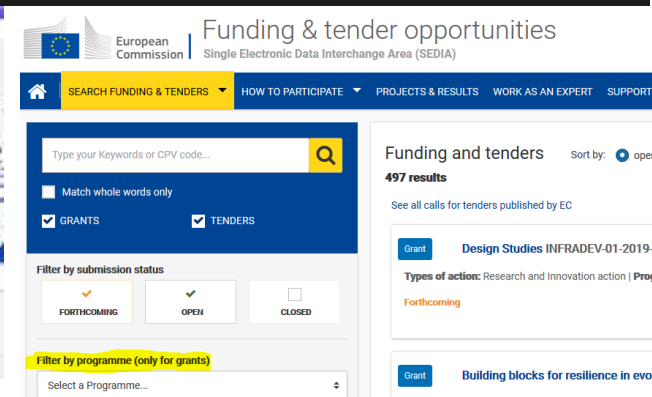 European
Commission
Funding & tender opportunities
Single Electronic Data Interchange Area (SEDIA)
SEARCH FUNDING & TENDERS HOW TO PARTICIPATE PROJECTS & RESULTS WORK AS AN EXPERT SUPPORT
Type your Keywords or CPV code...
Match whole words only
GRANTS TENDERS
Filter by submission status
FORTHCOMING OPEN CLOSED
Filter by programme (only for grants)
Select a Programme...
Funding and tenders Sort by:
497 results
See all calls for tenders published by EC
Grant Design Studies INFRADEV-01-2019-
Types of action: Research and Innovation action |
Forthcoming
Grant Building blocks for resilience in